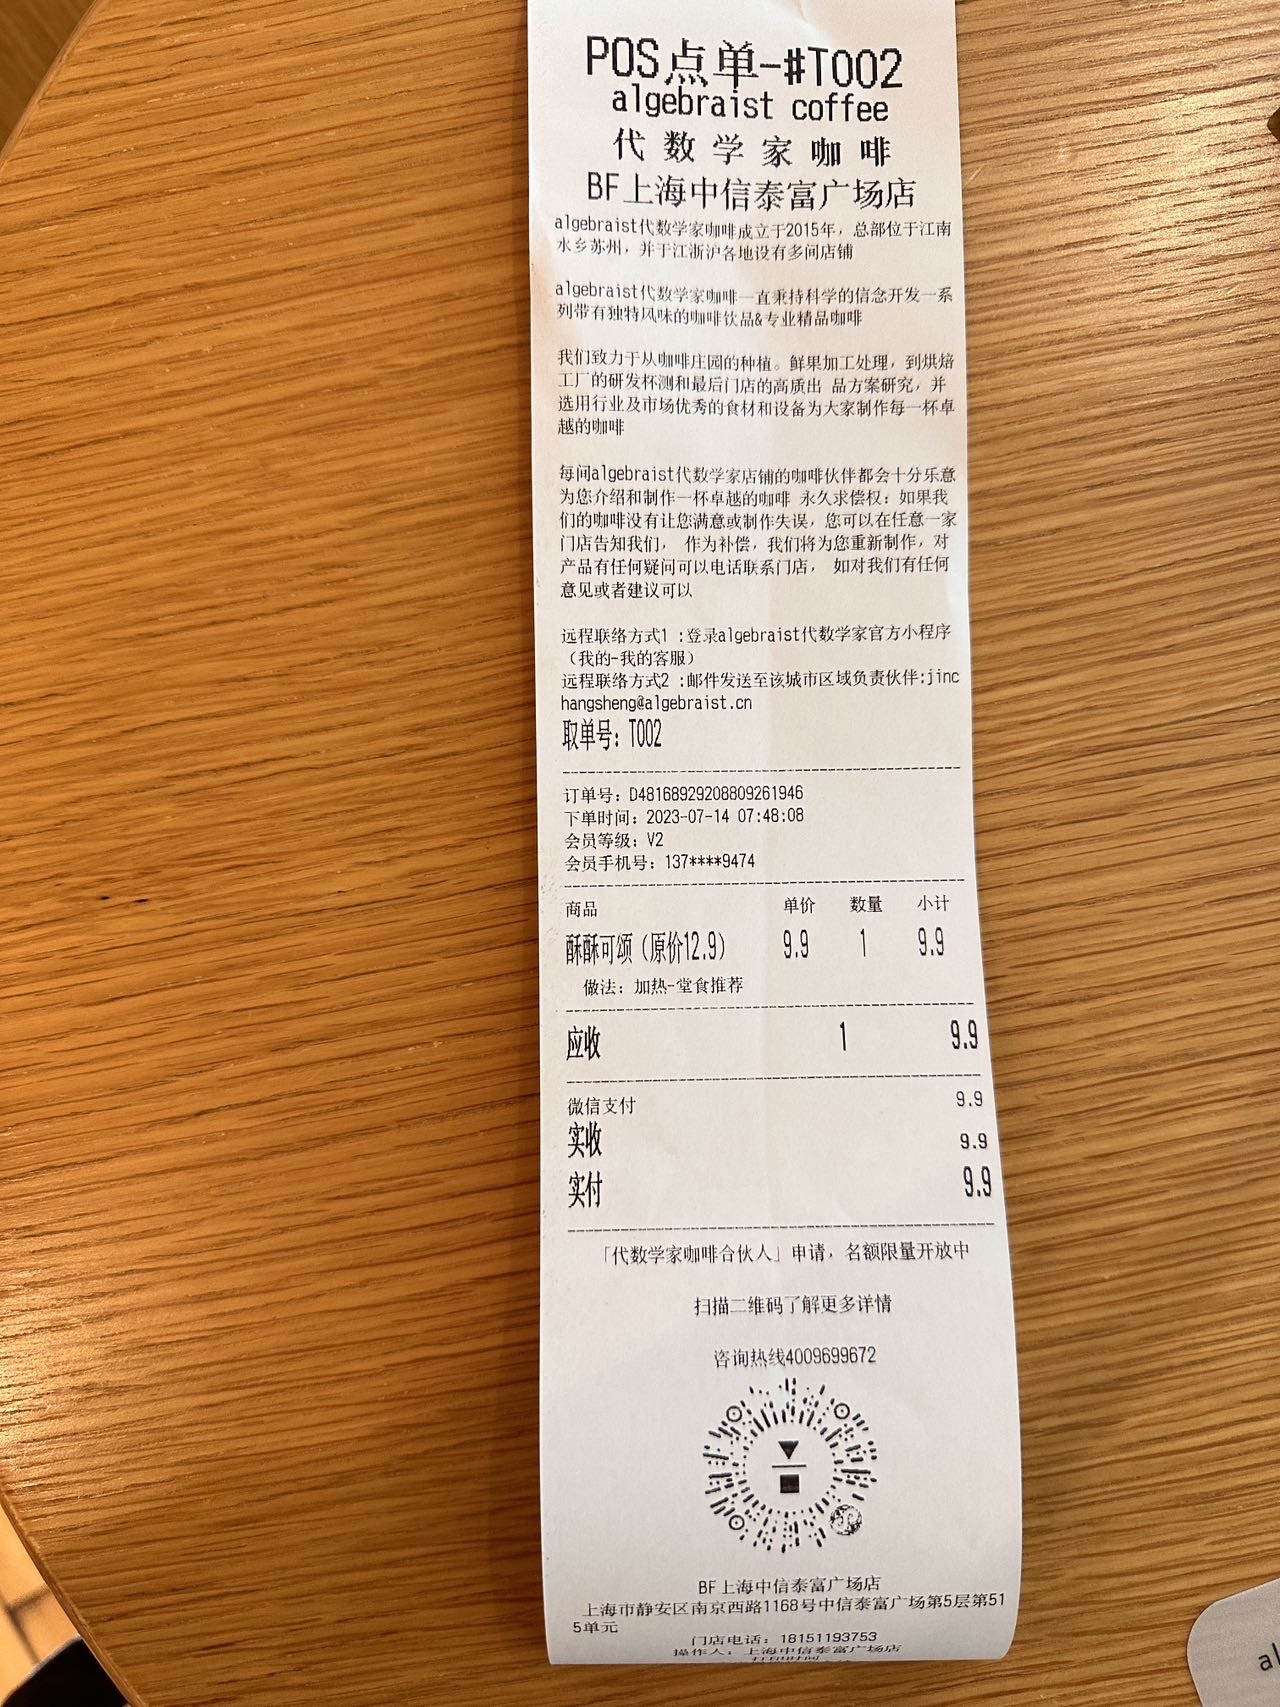 POS点单-#T002
algebraist coffee
代数学家咖啡
BF上海中信泰富广场店
algebraist代数学家咖啡成立于2015年，总部位于江南
水乡苏州，并于江浙沪各地设有多间店铺
algebraist代数学家咖啡一直秉持科学的信念开发一系
列带有独特风味的咖啡饮品&专业精品咖啡
我们致力于从咖啡庄园的种植。鲜果加工处理，到烘焙
工厂的研发杯测和最后门店的高质出 品方案研究，并
选用行业及市场优秀的食材和设备为大家制作每一杯卓
越的咖啡
每间algebraist代数学家店铺的咖啡伙伴都会十分乐意
为您介绍和制作一杯卓越的咖啡 永久求偿权：如果我
们的咖啡没有让您满意或制作失误，您可以在任意一家
门店告知我们， 作为补偿，我们将为您重新制作，对
产品有任何疑问可以电话联系门店， 如对我们有任何
意见或者建议可以
远程联络方式1 :登录algebraist代数学家官方小程序
（我的-我的客服）
远程联络方式2 :邮件发送至该城市区域负责伙伴:jinc
hangsheng@algebraist.cn
取单号：T002
订单号：D48168929208809261946
下单时间：2023-07-14 07:48:08
会员等级：V2
会员手机号：137****9474
商品 单价 数量 小计
酥酥可颂（原价12.9） 9.9 1 9.9
做法：加热-堂食推荐
应收 1 9.9
微信支付 9.9
实收 9.9
实付 9.9
「代数学家咖啡合伙人」申请，名额限量开放中
扫描二维码了解更多详情
咨询热线4009699672
BF上海中信泰富广场店
上海市静安区南京西路1168号中信泰富广场第5层第51
5单元
门店电话：18151193753
操作人：上海中信泰富广场店
打印时间
al